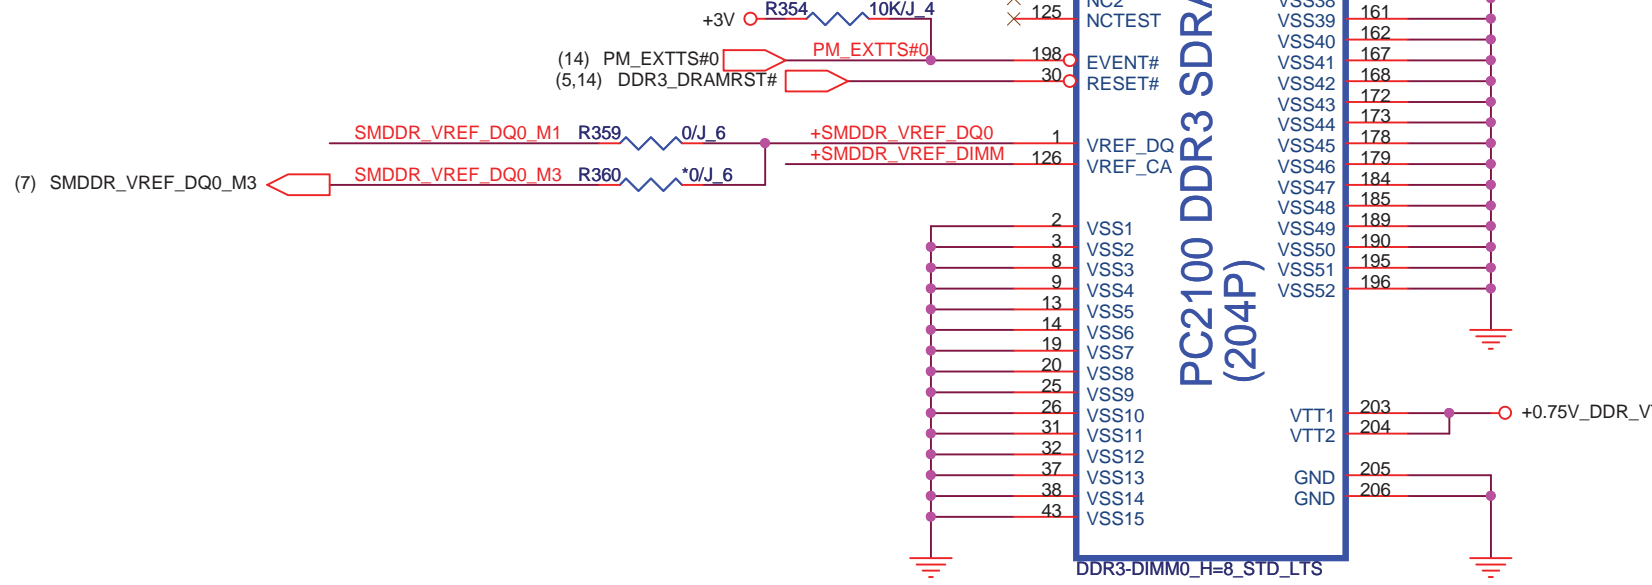 NC2
VSS38
+3V R354 10K/J_4
125 NCTEST
VSS39 161
VSS40 162
(14) PM_EXTTS#0 PM_EXTTS#0 198 EVENT#
VSS41 167
(5,14) DDR3_DRAMRST# 30 RESET#
VSS42 168
VSS43 172
VSS44 173
SMDDR_VREF_DQ0_M1 R359 0/J_6 +SMDDR_VREF_DQ0 1 VREF_DQ
VSS45 178
+SMDDR_VREF_DIMM 126 VREF_CA
VSS46 179
(7) SMDDR_VREF_DQ0_M3 SMDDR_VREF_DQ0_M3 R360 *0/J_6
VSS47 184
VSS48 185
2 VSS1
VSS49 189
3 VSS2
VSS50 190
8 VSS3
VSS51 195
9 VSS4
VSS52 196
13 VSS5
14 VSS6
19 VSS7
20 VSS8
25 VSS9
26 VSS10
31 VSS11
32 VSS12
37 VSS13
38 VSS14
43 VSS15
PC2100 DDR3 SDRA
(204P)
VTT1 203 +0.75V_DDR_V
VTT2 204
GND 205
GND 206
DDR3-DIMM0_H=8_STD_LTS